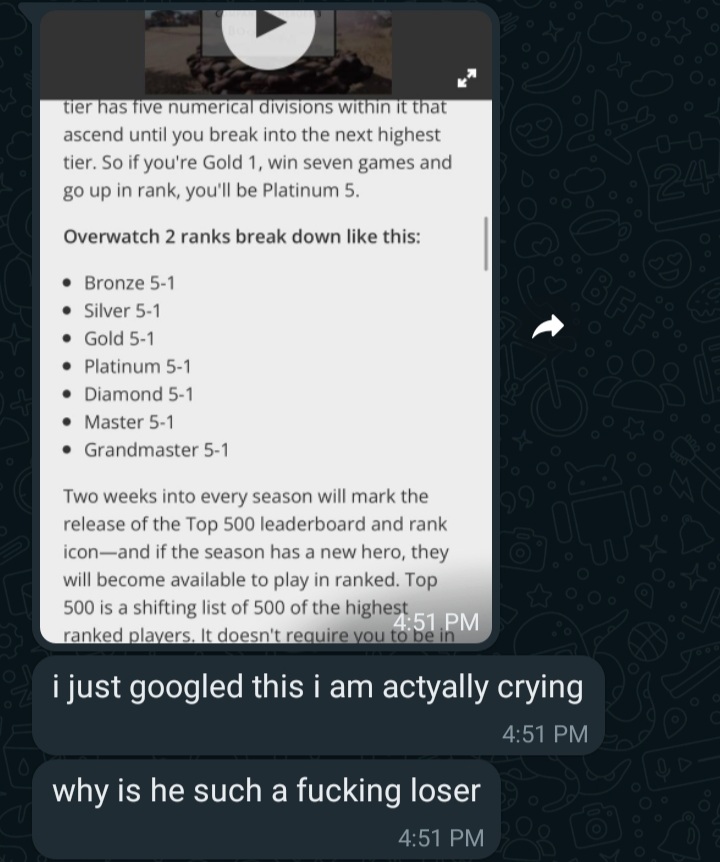 tier has five numerical divisions within it that
ascend until you break into the next highest
tier. So if you're Gold 1, win seven games and
go up in rank, you'll be Platinum 5.
Overwatch 2 ranks break down like this:
• Bronze 5-1
• Silver 5-1
• Gold 5-1
• Platinum 5-1
• Diamond 5-1
• Master 5-1
• Grandmaster 5-1
Two weeks into every season will mark the
release of the Top 500 leaderboard and rank
icon—and if the season has a new hero, they
will become available to play in ranked. Top
500 is a shifting list of 500 of the highest
ranked players. It doesn't require you to be in
4:51 PM
i just googled this i am actyally crying
4:51 PM
why is he such a fucking loser
4:51 PM